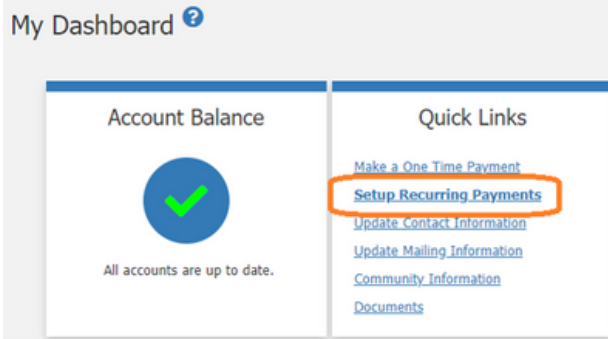 My Dashboard ?
Account Balance
All accounts are up to date.
Quick Links
Make a One Time Payment
Setup Recurring Payments
Update Contact Information
Update Mailing Information
Community Information
Documents